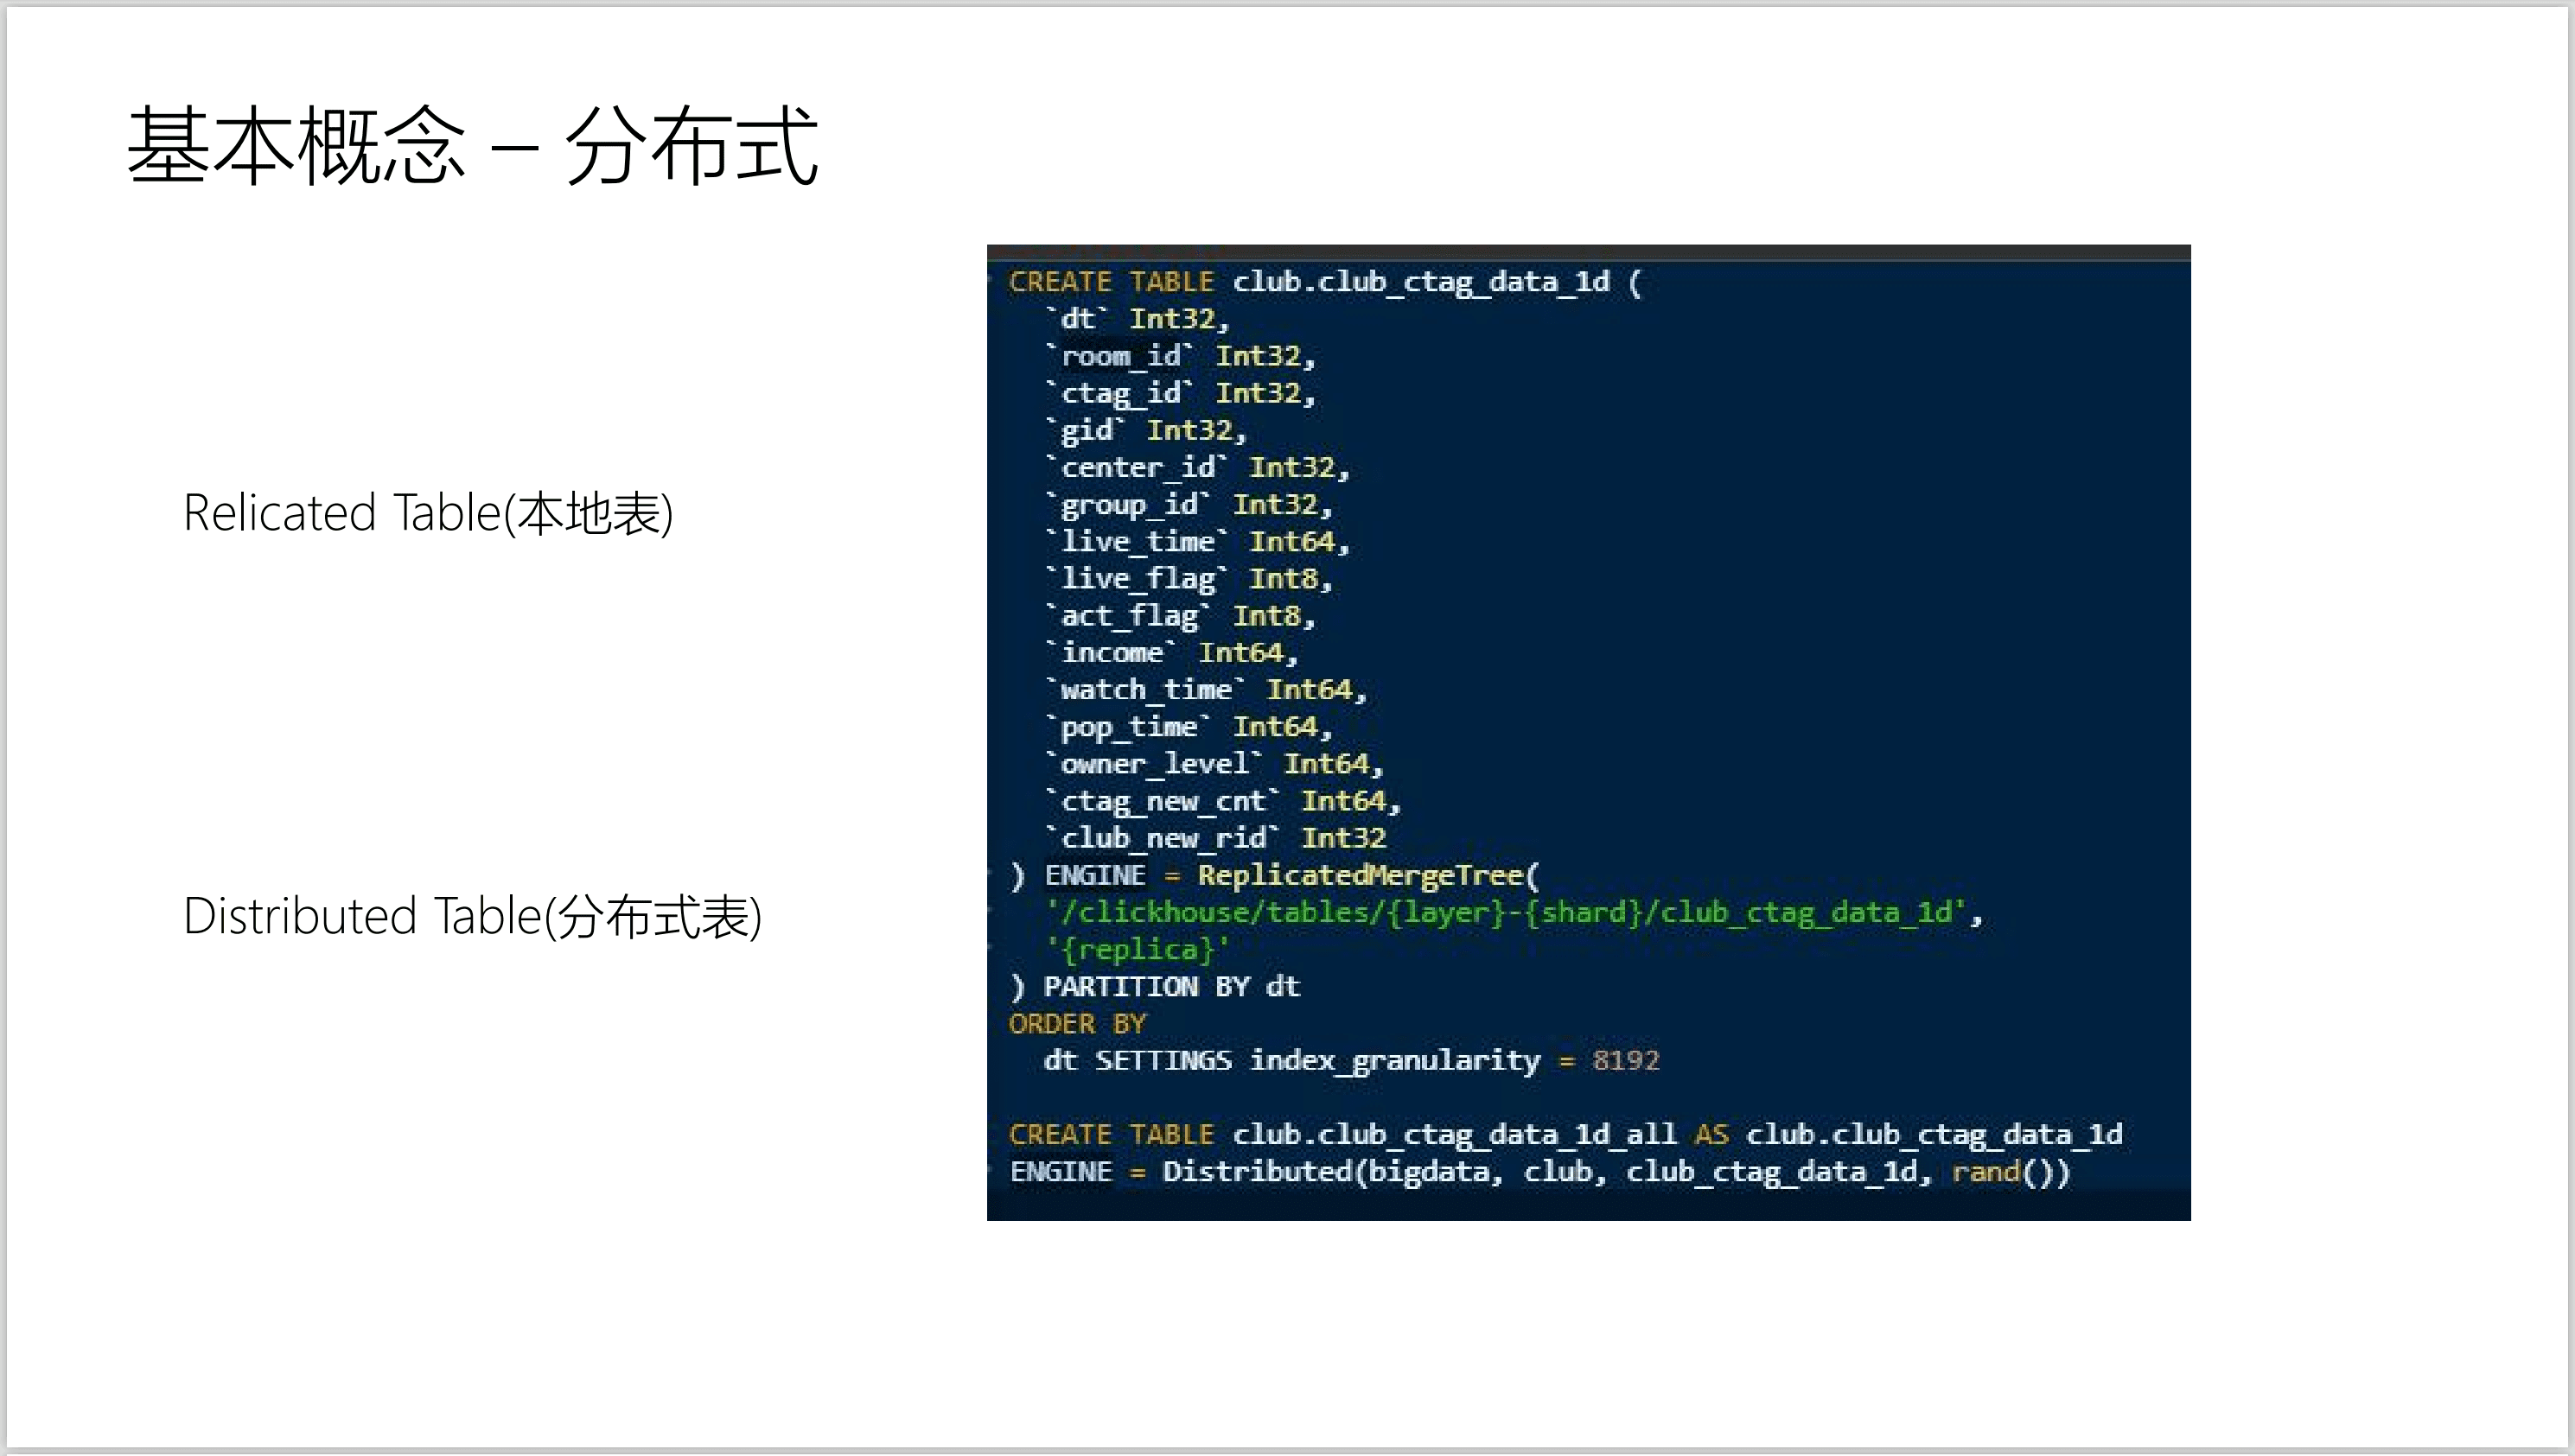 基本概念 – 分布式
Relicated Table(本地表)
Distributed Table(分布式表)
CREATE TABLE club.club_ctag_data_1d (
`dt` Int32,
`room_id` Int32,
`ctag_id` Int32,
`gid` Int32,
`center_id` Int32,
`group_id` Int32,
`live_time` Int64,
`live_flag` Int8,
`act_flag` Int8,
`income` Int64,
`watch_time` Int64,
`pop_time` Int64,
`owner_level` Int64,
`ctag_new_cnt` Int64,
`club_new_rid` Int32
) ENGINE = ReplicatedMergeTree(
'/clickhouse/tables/{layer}-{shard}/club_ctag_data_1d',
'{replica}'
) PARTITION BY dt
ORDER BY
dt SETTINGS index_granularity = 8192
CREATE TABLE club.club_ctag_data_1d_all AS club.club_ctag_data_1d
ENGINE = Distributed(bigdata, club, club_ctag_data_1d, rand())